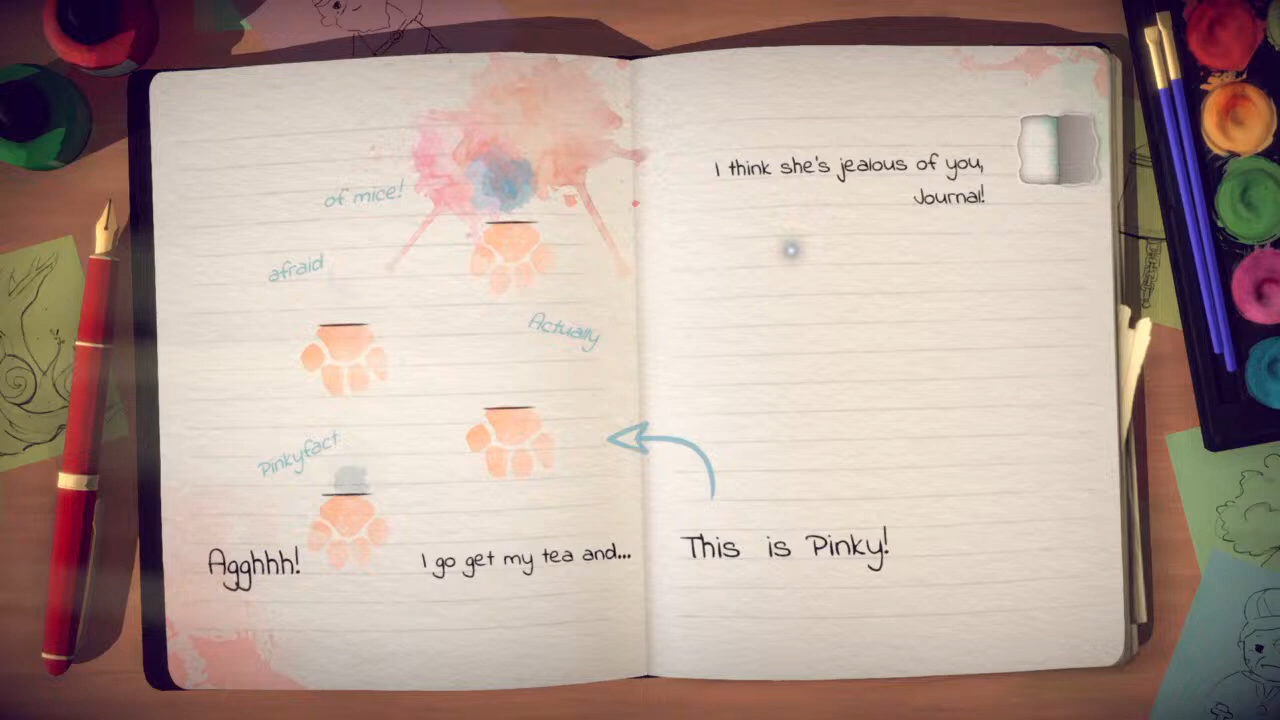 of mice!
afraid
Actually
Pinkyfact
Agghhh!
I go get my tea and...
I think she's jealous of you,
Journal!
This is Pinky!